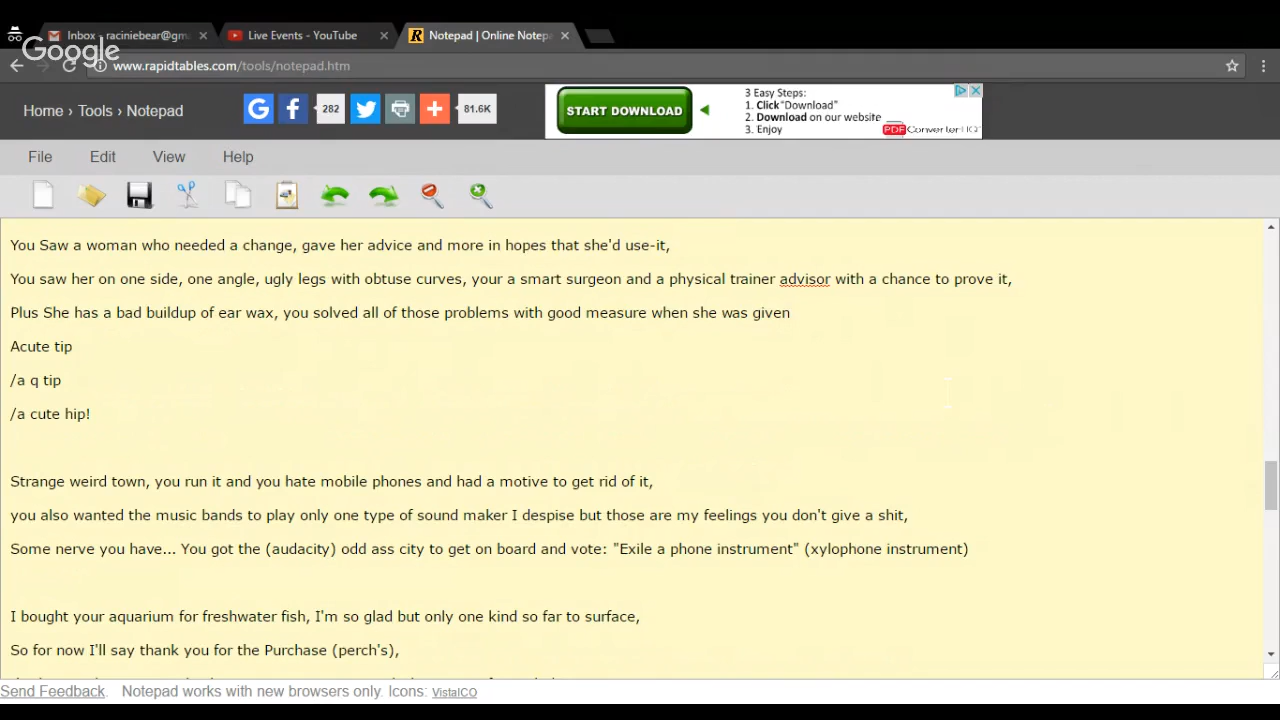 Inbox - raciniebear@gm
Live Events - YouTube
Notepad | Online Notepa
Google
www.rapidtables.com/tools/notepad.htm
Home › Tools › Notepad
282
81.6K
START DOWNLOAD
3 Easy Steps:
1. Click"Download"
2. Download on our website
3. Enjoy
PDF ConverterHQ
File Edit View Help
You Saw a woman who needed a change, gave her advice and more in hopes that she'd use-it,
You saw her on one side, one angle, ugly legs with obtuse curves, your a smart surgeon and a physical trainer advisor with a chance to prove it,
Plus She has a bad buildup of ear wax, you solved all of those problems with good measure when she was given
Acute tip
/a q tip
/a cute hip!
Strange weird town, you run it and you hate mobile phones and had a motive to get rid of it,
you also wanted the music bands to play only one type of sound maker I despise but those are my feelings you don't give a shit,
Some nerve you have... You got the (audacity) odd ass city to get on board and vote: "Exile a phone instrument" (xylophone instrument)
I bought your aquarium for freshwater fish, I'm so glad but only one kind so far to surface,
So for now I'll say thank you for the Purchase (perch's),
Send Feedback. Notepad works with new browsers only. Icons: VistaICO